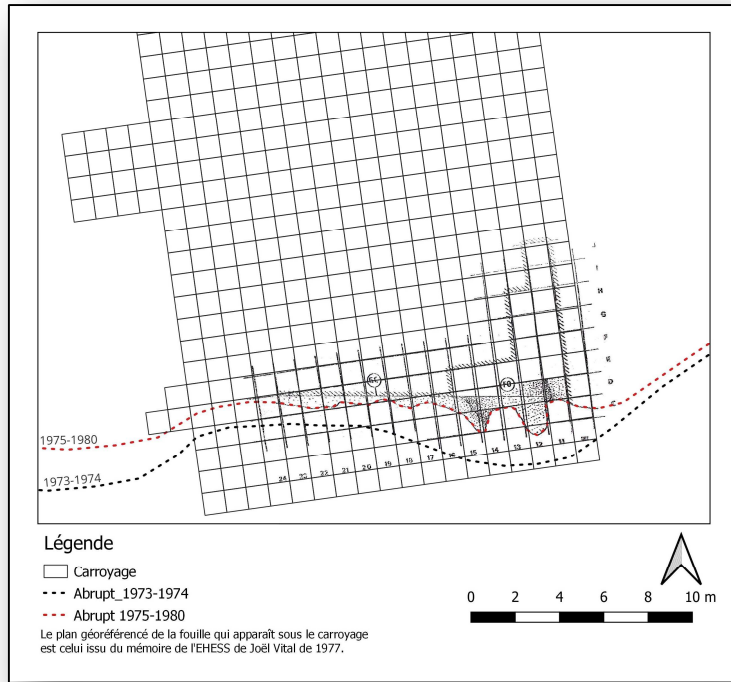 J
I
H
G
F
E
D
C
1975-1980
1973-1974
24 23 22 21 20 19 18 17 16 15 14 13 12 11 10
Légende
Carroyage
Abrupt_1973-1974
Abrupt 1975-1980
Le plan géoréférencé de la fouille qui apparaît sous le carroyage
est celui issu du mémoire de l'EHESS de Joël Vital de 1977.
0 2 4 6 8 10 m